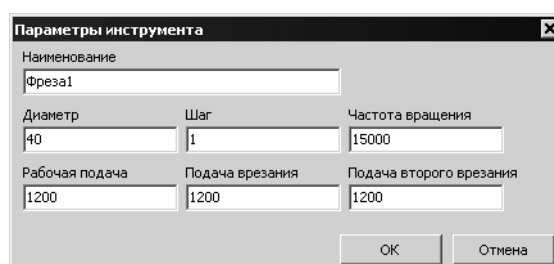 Параметры инструмента
Наименование
Фреза1
Диаметр Шаг Частота вращения
40 1 15000
Рабочая подача Подача врезания Подача второго врезания
1200 1200 1200
ОК Отмена